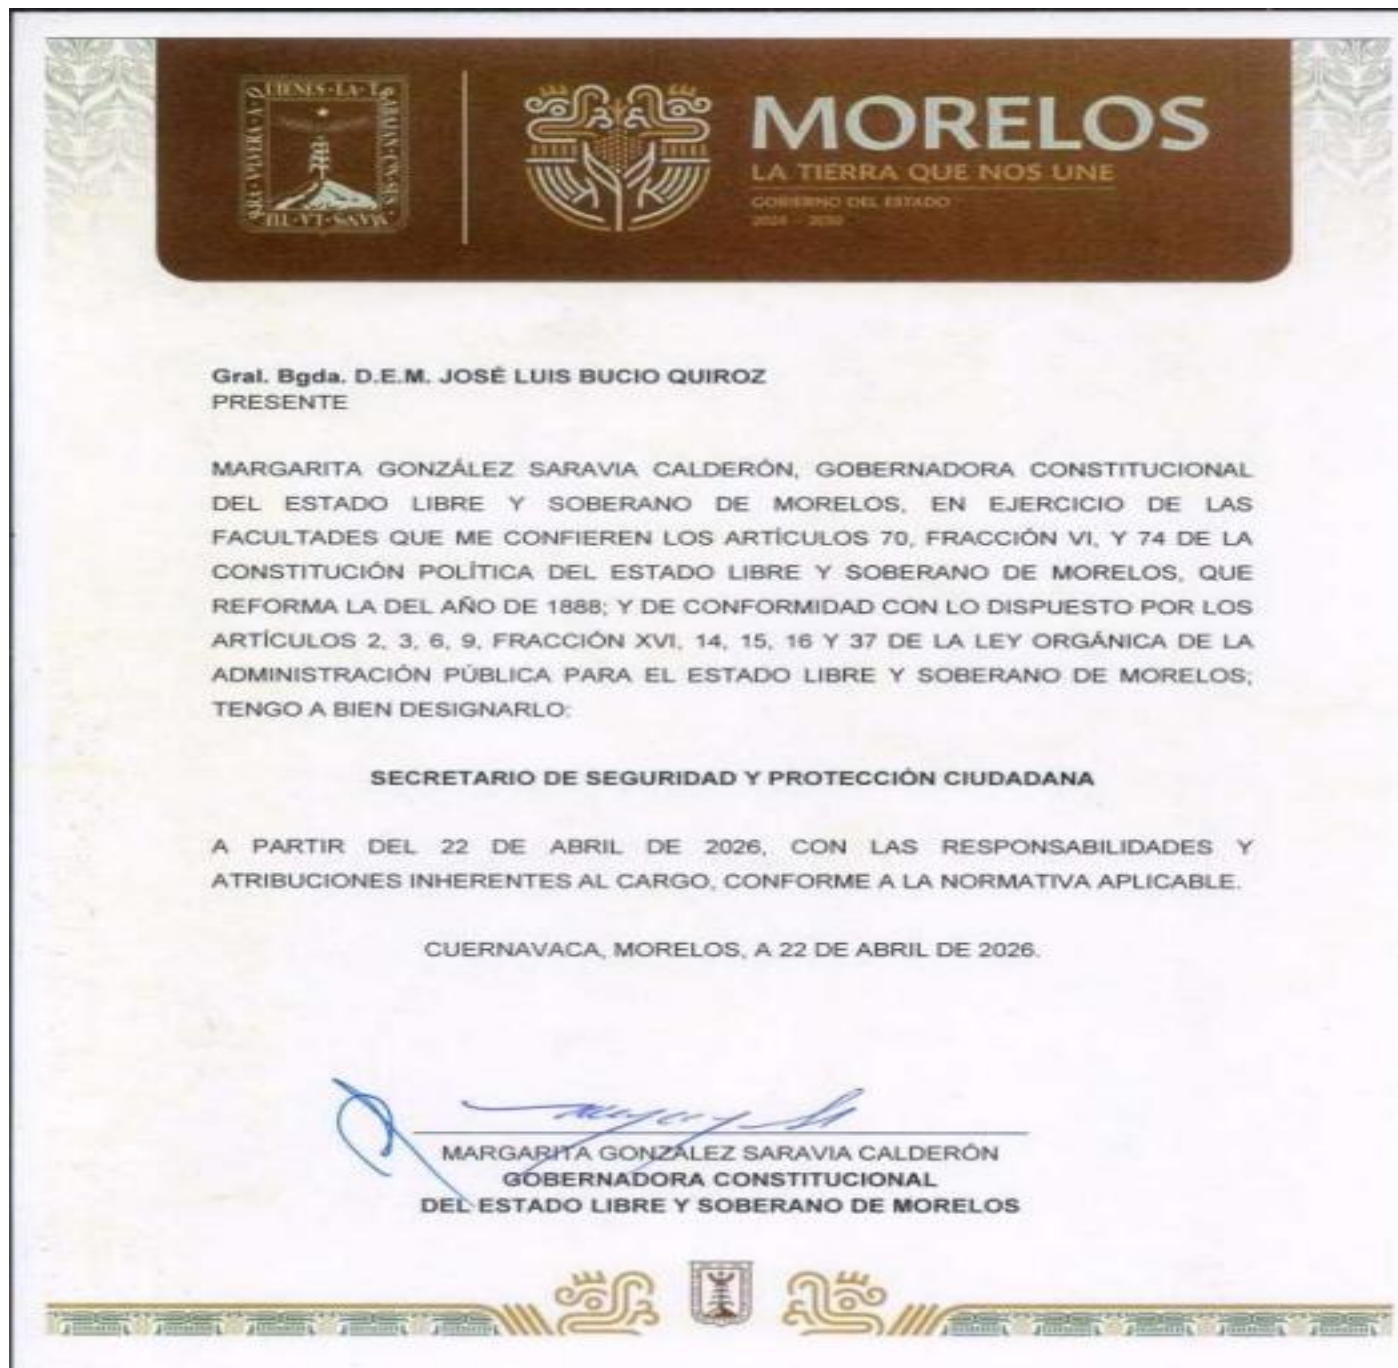 MORELOS
LA TIERRA QUE NOS UNE
GOBIERNO DEL ESTADO
2024 - 2030
Gral. Bgda. D.E.M. JOSÉ LUIS BUCIO QUIROZ
PRESENTE
MARGARITA GONZÁLEZ SARAVIA CALDERÓN, GOBERNADORA CONSTITUCIONAL
DEL ESTADO LIBRE Y SOBERANO DE MORELOS, EN EJERCICIO DE LAS
FACULTADES QUE ME CONFIEREN LOS ARTÍCULOS 70, FRACCIÓN VI, Y 74 DE LA
CONSTITUCIÓN POLÍTICA DEL ESTADO LIBRE Y SOBERANO DE MORELOS, QUE
REFORMA LA DEL AÑO DE 1888; Y DE CONFORMIDAD CON LO DISPUESTO POR LOS
ARTÍCULOS 2, 3, 6, 9, FRACCIÓN XVI, 14, 15, 16 Y 37 DE LA LEY ORGÁNICA DE LA
ADMINISTRACIÓN PÚBLICA PARA EL ESTADO LIBRE Y SOBERANO DE MORELOS;
TENGO A BIEN DESIGNARLO:
SECRETARIO DE SEGURIDAD Y PROTECCIÓN CIUDADANA
A PARTIR DEL 22 DE ABRIL DE 2026, CON LAS RESPONSABILIDADES Y
ATRIBUCIONES INHERENTES AL CARGO, CONFORME A LA NORMATIVA APLICABLE.
CUERNAVACA, MORELOS, A 22 DE ABRIL DE 2026.
MARGARITA GONZÁLEZ SARAVIA CALDERÓN
GOBERNADORA CONSTITUCIONAL
DEL ESTADO LIBRE Y SOBERANO DE MORELOS